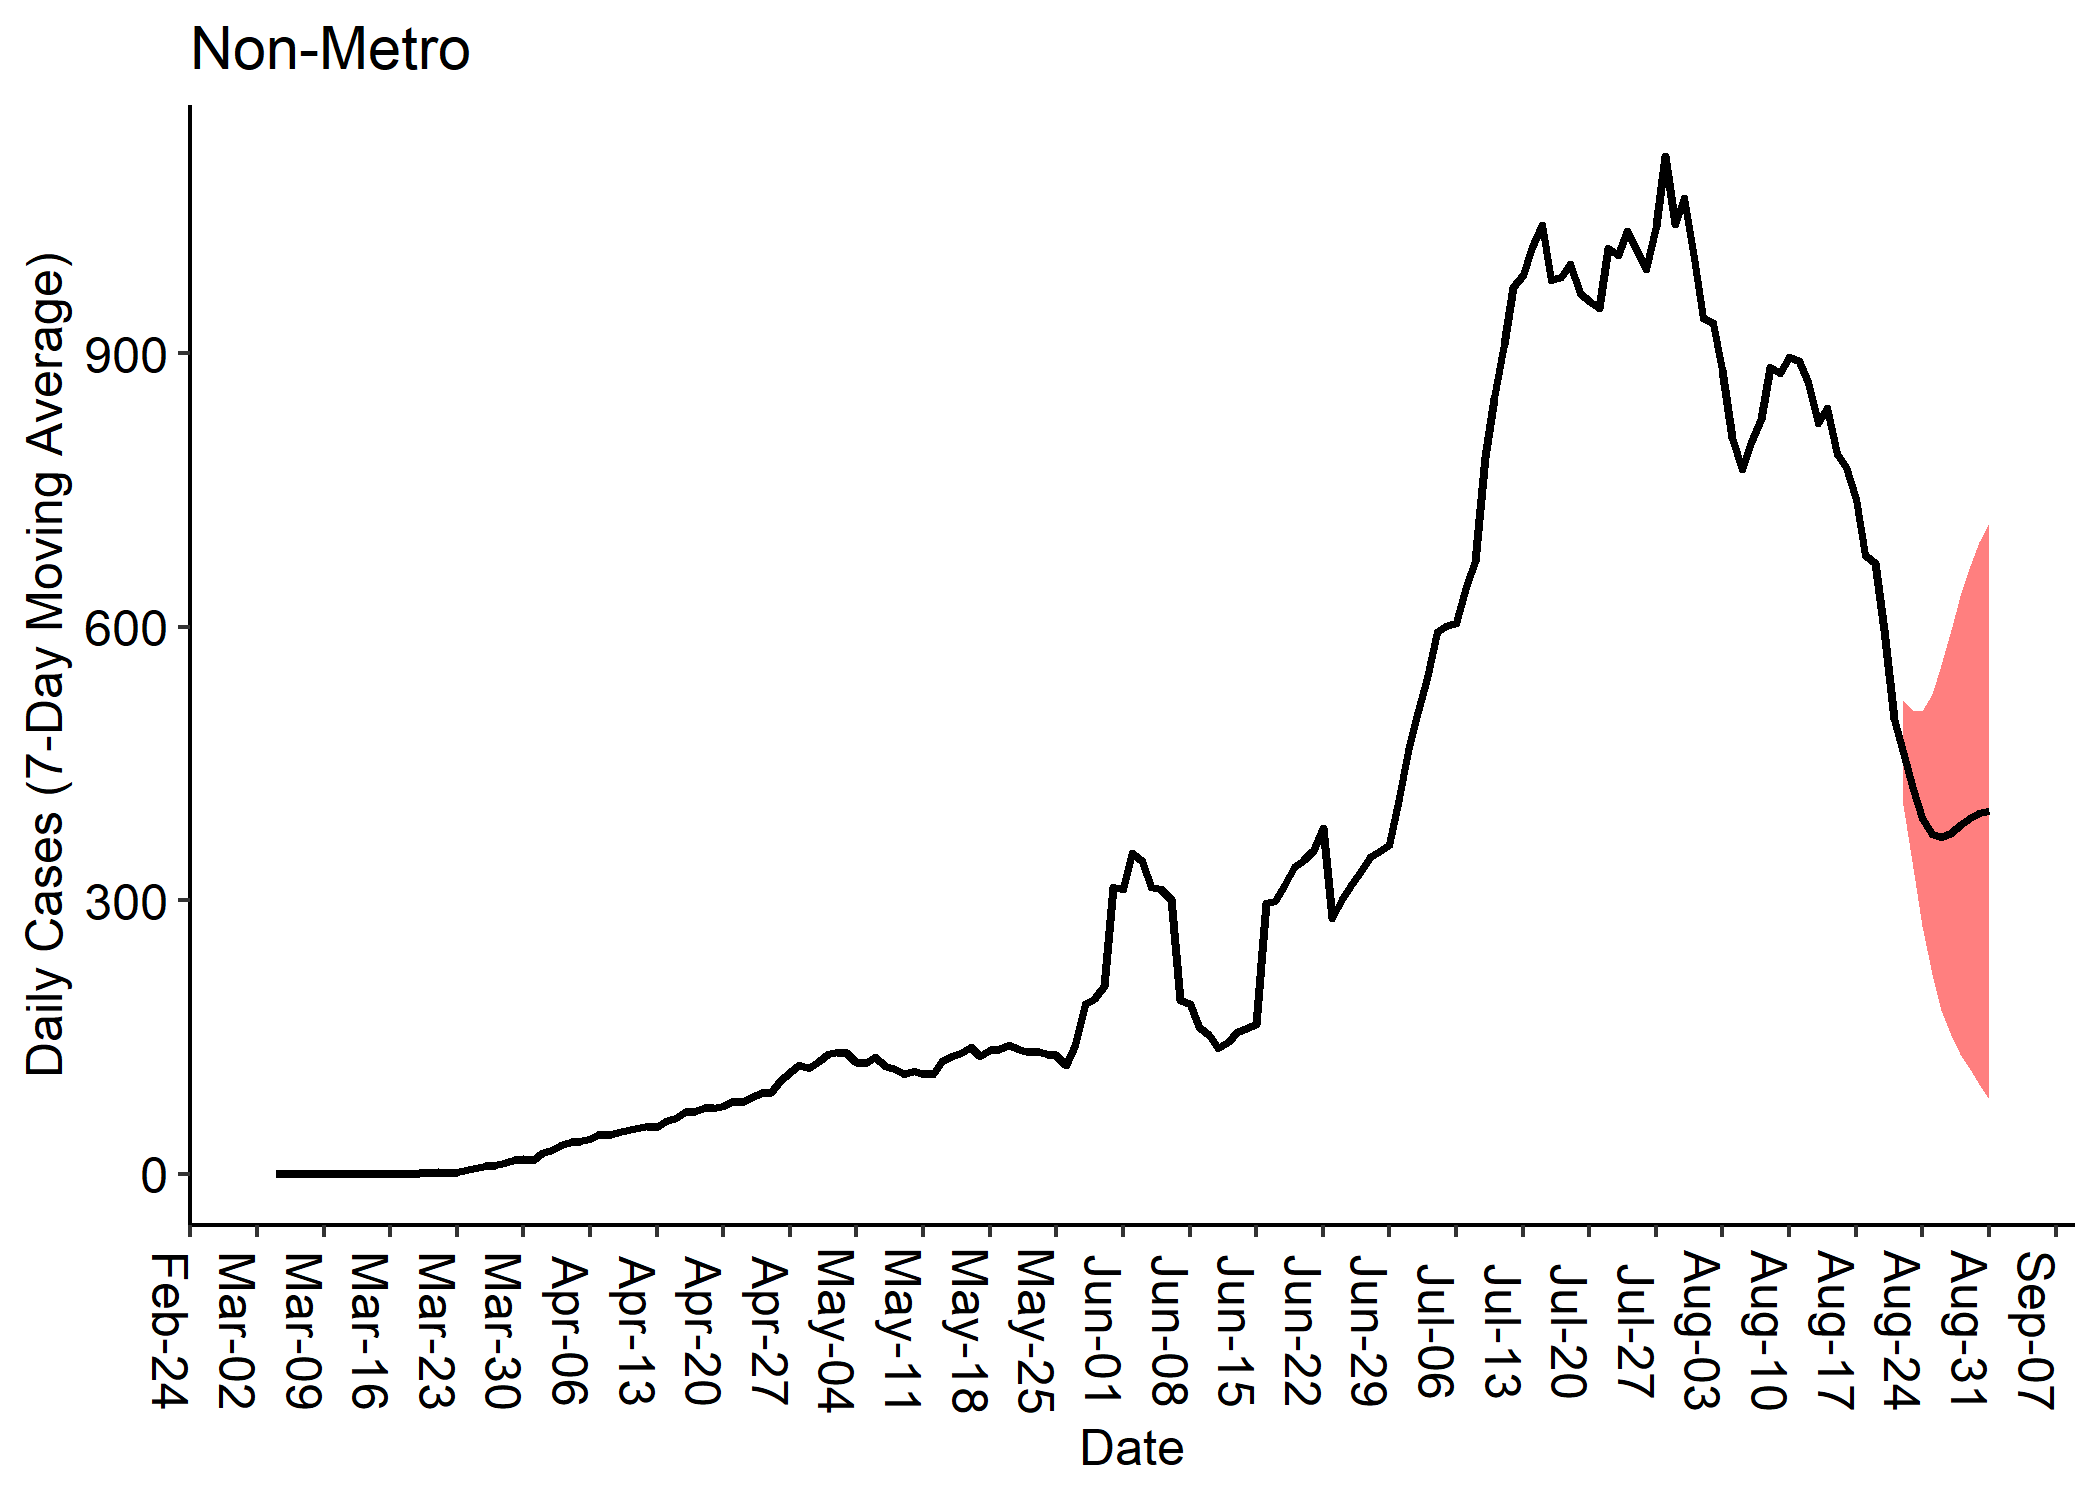 Non-Metro
Daily Cases (7-Day Moving Average)
900
600
300
0
Feb-24
Mar-02
Mar-09
Mar-16
Mar-23
Mar-30
Apr-06
Apr-13
Apr-20
Apr-27
May-04
May-11
May-18
May-25
Jun-01
Jun-08
Jun-15
Jun-22
Jun-29
Jul-06
Jul-13
Jul-20
Jul-27
Aug-03
Aug-10
Aug-17
Aug-24
Aug-31
Sep-07
Date